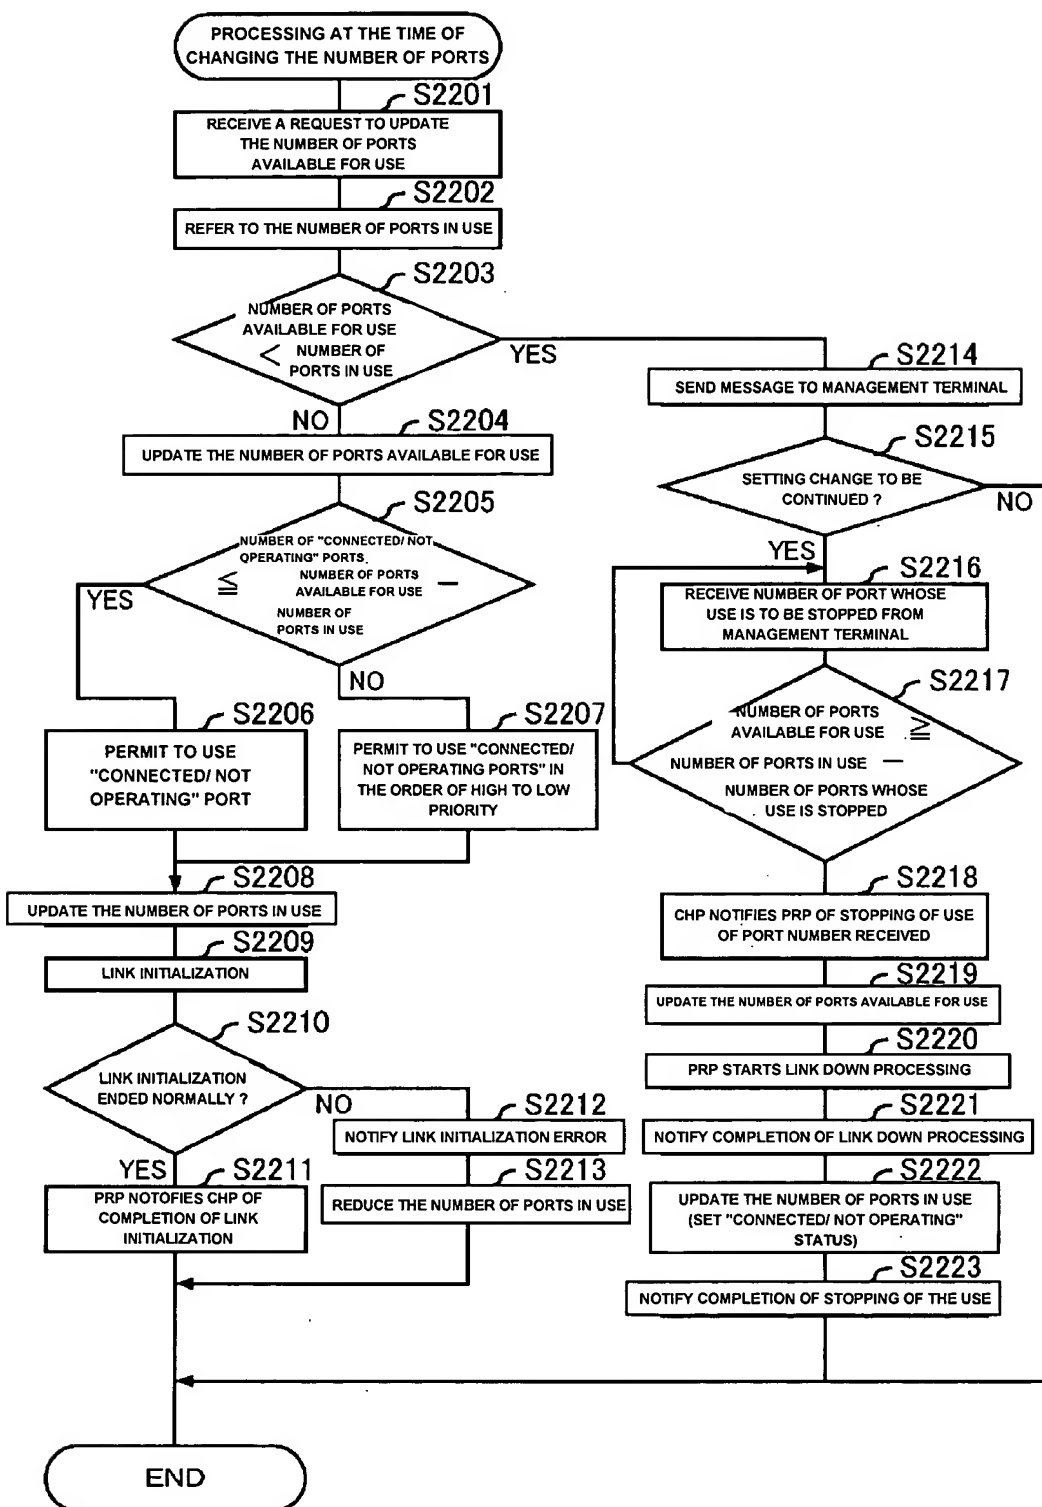 PROCESSING AT THE TIME OF
CHANGING THE NUMBER OF PORTS
S2201
RECEIVE A REQUEST TO UPDATE
THE NUMBER OF PORTS
AVAILABLE FOR USE
S2202
REFER TO THE NUMBER OF PORTS IN USE
S2203
NUMBER OF PORTS
AVAILABLE FOR USE
< NUMBER OF
PORTS IN USE
YES
NO
S2204
UPDATE THE NUMBER OF PORTS AVAILABLE FOR USE
S2205
NUMBER OF "CONNECTED/ NOT
OPERATING" PORTS
≦ NUMBER OF PORTS
AVAILABLE FOR USE −
NUMBER OF
PORTS IN USE
YES
NO
S2206
PERMIT TO USE
"CONNECTED/ NOT
OPERATING" PORT
S2207
PERMIT TO USE "CONNECTED/
NOT OPERATING PORTS" IN
THE ORDER OF HIGH TO LOW
PRIORITY
S2208
UPDATE THE NUMBER OF PORTS IN USE
S2209
LINK INITIALIZATION
S2210
LINK INITIALIZATION
ENDED NORMALLY ?
NO
YES
S2211
PRP NOTOFIES CHP OF
COMPLETION OF LINK
INITIALIZATION
S2212
NOTIFY LINK INITIALIZATION ERROR
S2213
REDUCE THE NUMBER OF PORTS IN USE
S2214
SEND MESSAGE TO MANAGEMENT TERMINAL
S2215
SETTING CHANGE TO BE
CONTINUED ?
NO
YES
S2216
RECEIVE NUMBER OF PORT WHOSE
USE IS TO BE STOPPED FROM
MANAGEMENT TERMINAL
S2217
NUMBER OF PORTS
AVAILABLE FOR USE ≧
NUMBER OF PORTS IN USE −
NUMBER OF PORTS WHOSE
USE IS STOPPED
S2218
CHP NOTIFIES PRP OF STOPPING OF USE
OF PORT NUMBER RECEIVED
S2219
UPDATE THE NUMBER OF PORTS AVAILABLE FOR USE
S2220
PRP STARTS LINK DOWN PROCESSING
S2221
NOTIFY COMPLETION OF LINK DOWN PROCESSING
S2222
UPDATE THE NUMBER OF PORTS IN USE
(SET "CONNECTED/ NOT OPERATING"
STATUS)
S2223
NOTIFY COMPLETION OF STOPPING OF THE USE
END